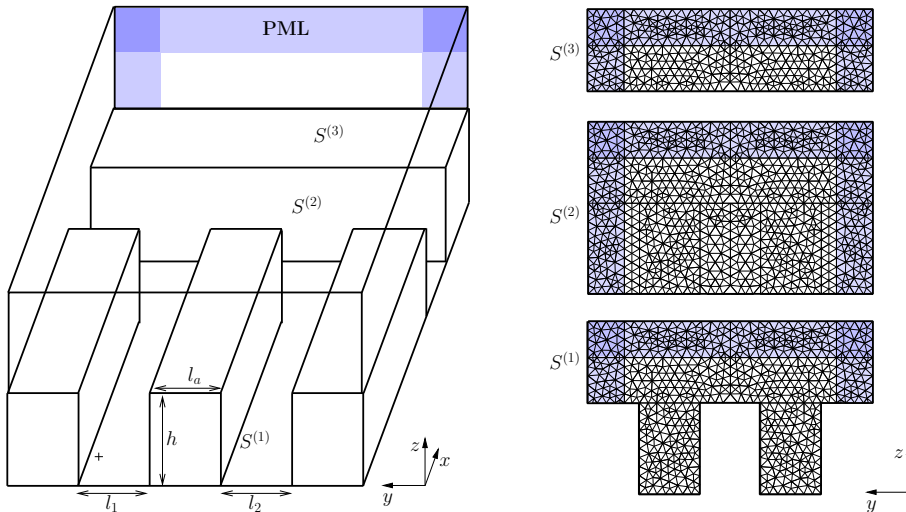 PML
S^{(3)}
S^{(2)}
l_a
h
S^{(1)}
+
l_1
l_2
z
x
y
S^{(3)}
S^{(2)}
S^{(1)}
z
y